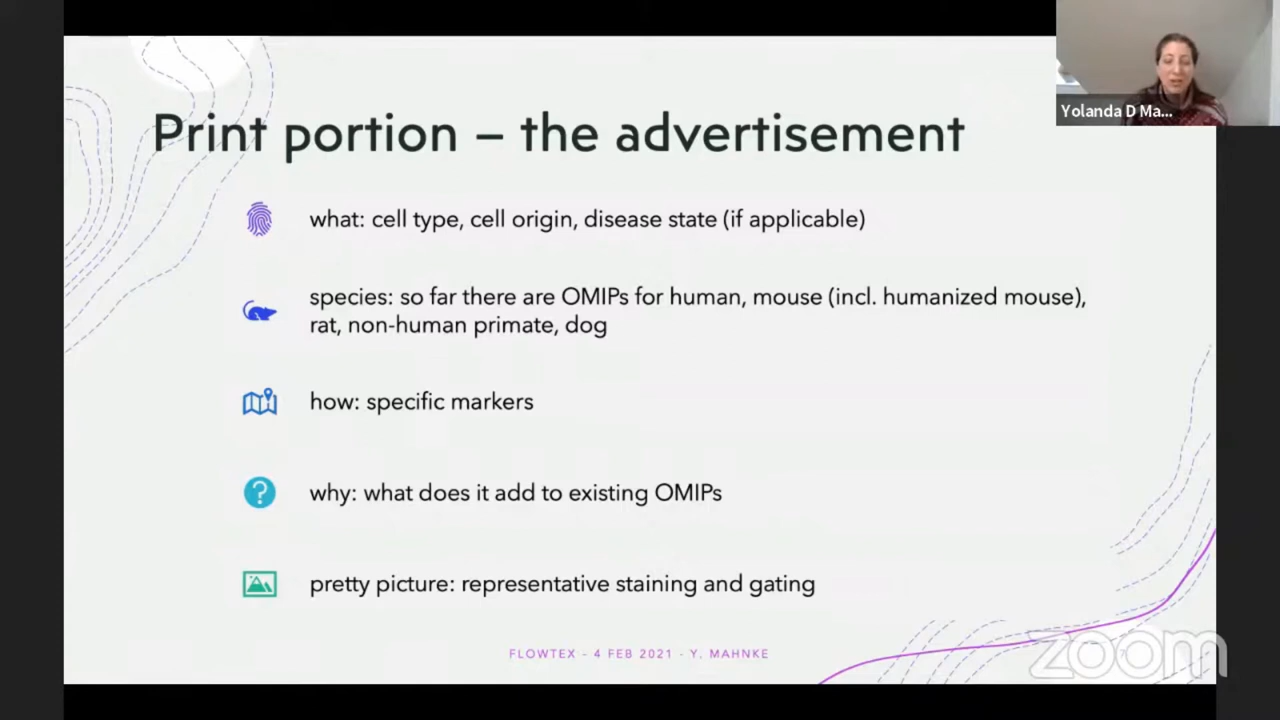 Print portion – the advertisement
Yolanda D Ma...
what: cell type, cell origin, disease state (if applicable)
species: so far there are OMIPs for human, mouse (incl. humanized mouse),
rat, non-human primate, dog
how: specific markers
?
why: what does it add to existing OMIPs
pretty picture: representative staining and gating
FLOWTEX - 4 FEB 2021 - Y. MAHNKE
zoom